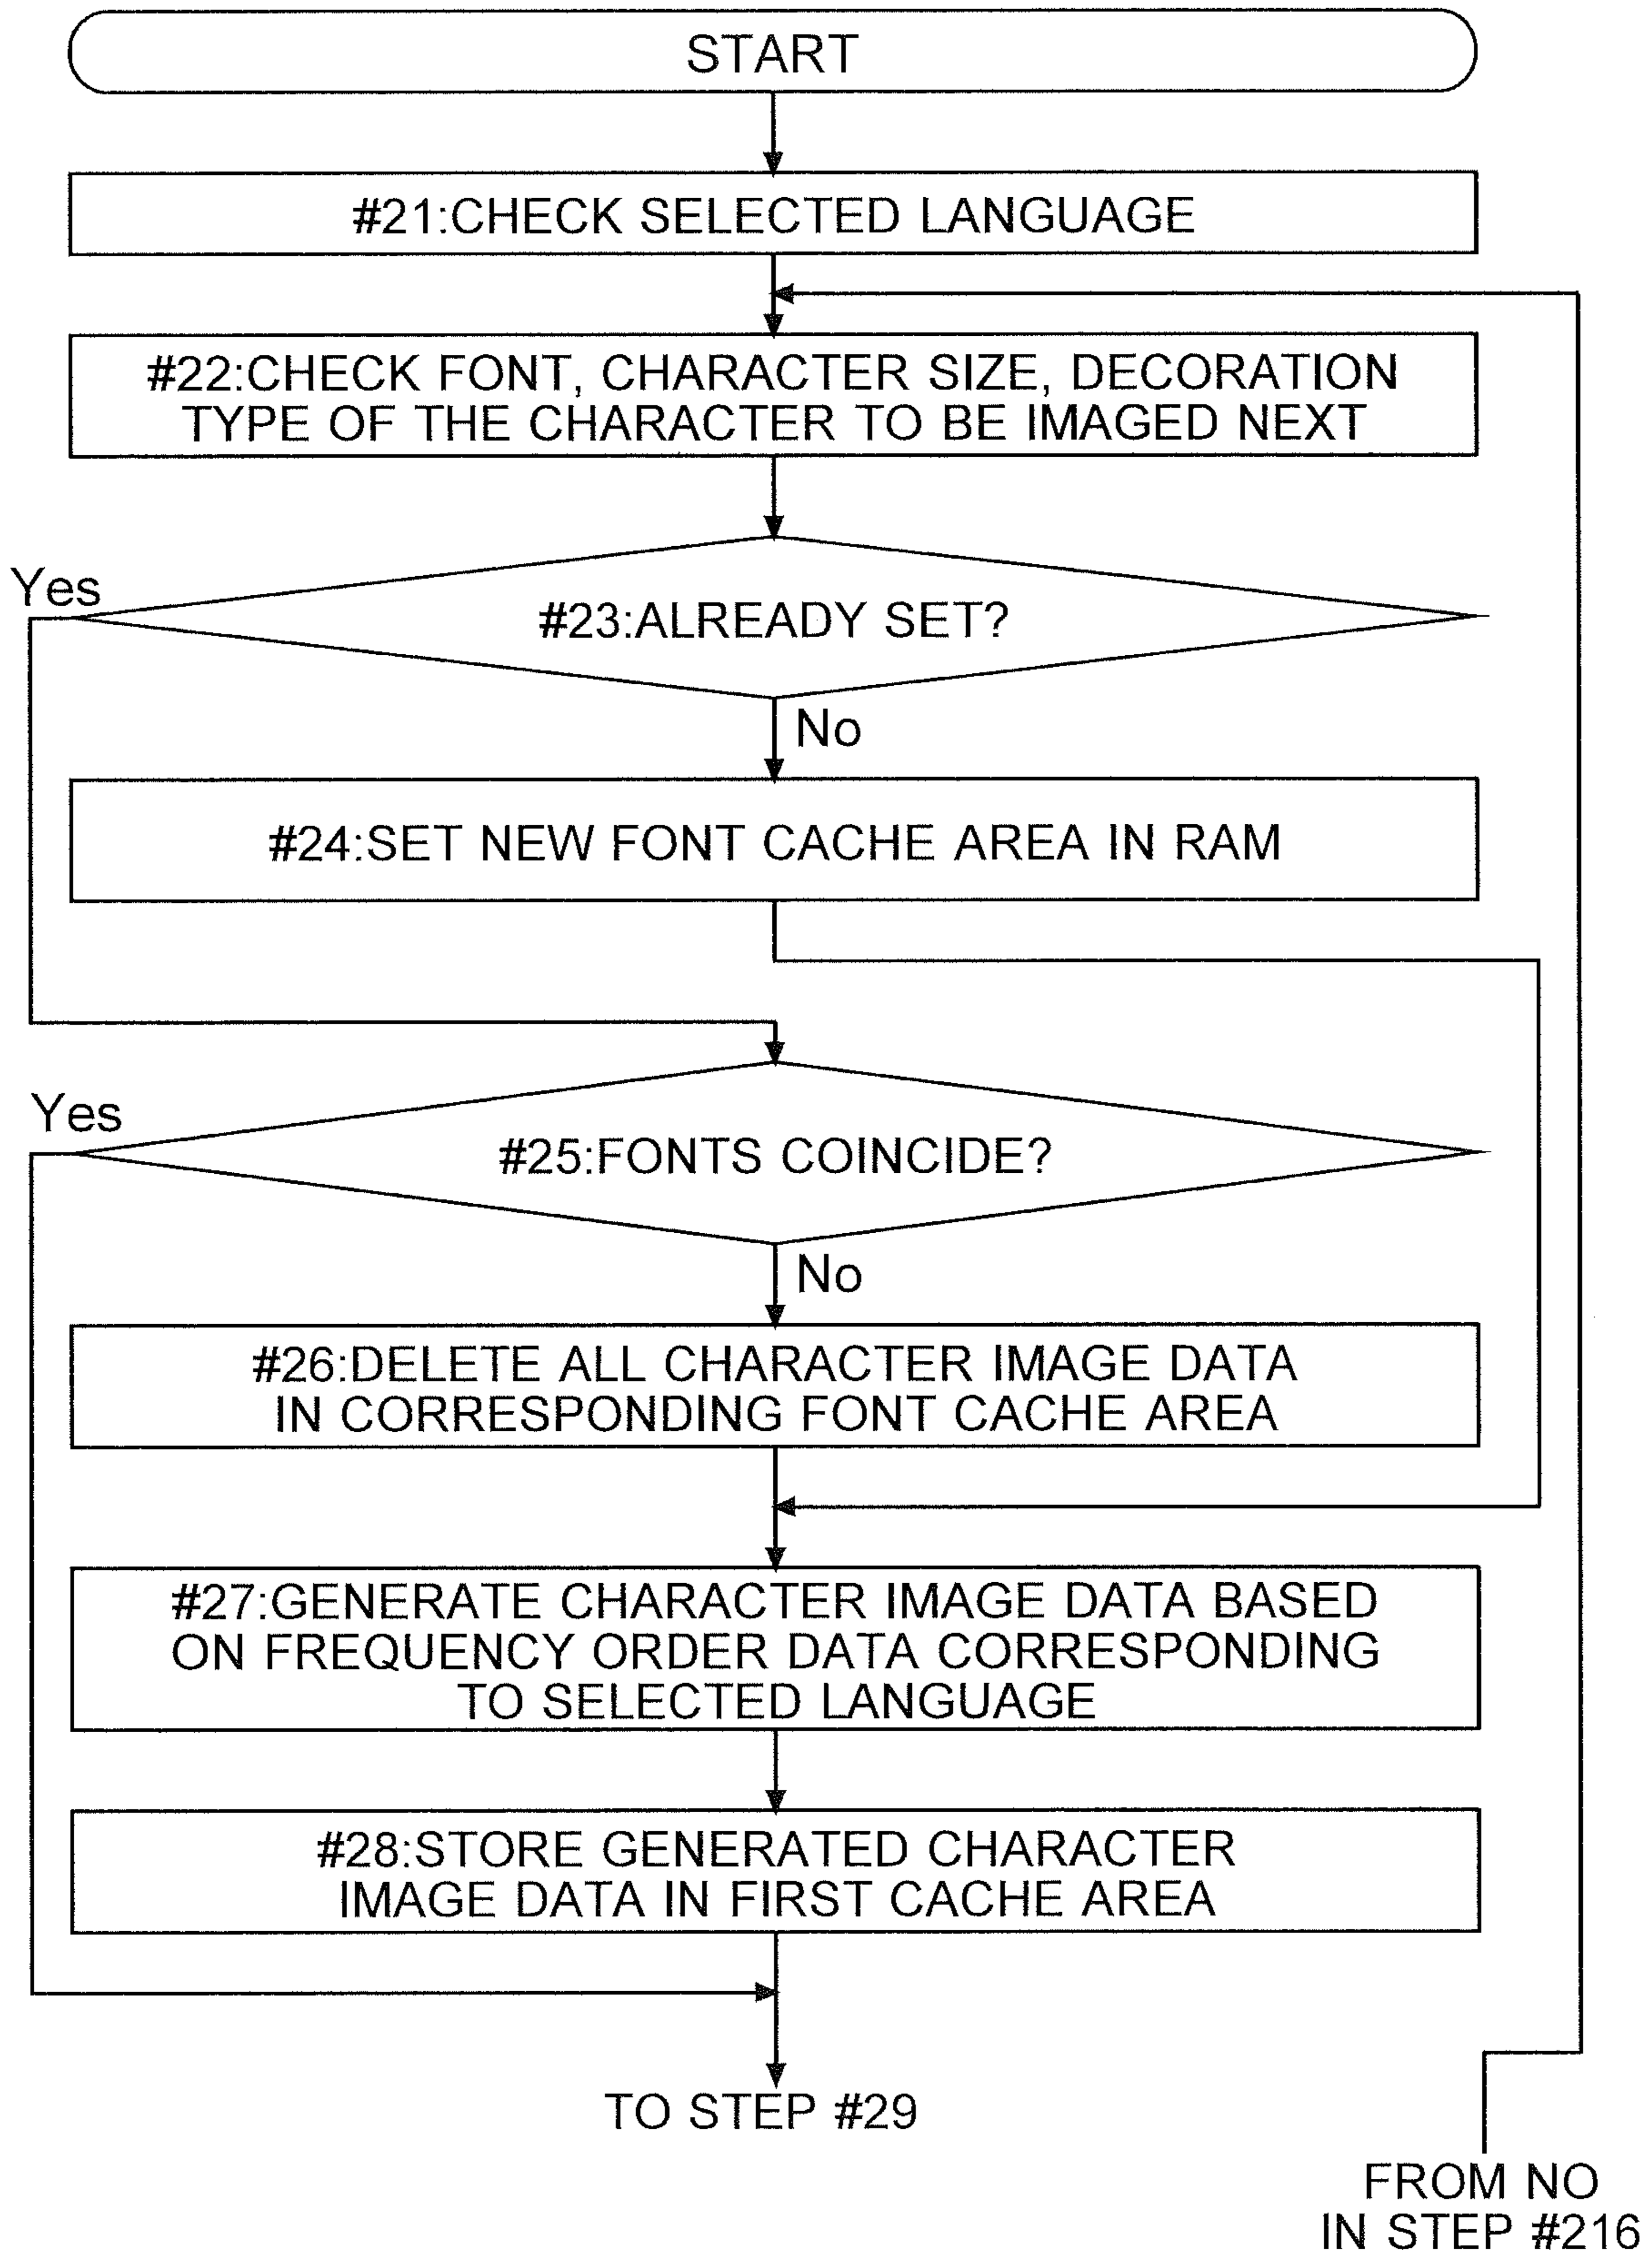 START
#21:CHECK SELECTED LANGUAGE
#22:CHECK FONT, CHARACTER SIZE, DECORATION
TYPE OF THE CHARACTER TO BE IMAGED NEXT
Yes
#23:ALREADY SET?
No
#24:SET NEW FONT CACHE AREA IN RAM
Yes
#25:FONTS COINCIDE?
No
#26:DELETE ALL CHARACTER IMAGE DATA
IN CORRESPONDING FONT CACHE AREA
#27:GENERATE CHARACTER IMAGE DATA BASED
ON FREQUENCY ORDER DATA CORRESPONDING
TO SELECTED LANGUAGE
#28:STORE GENERATED CHARACTER
IMAGE DATA IN FIRST CACHE AREA
TO STEP #29
FROM NO
IN STEP #216